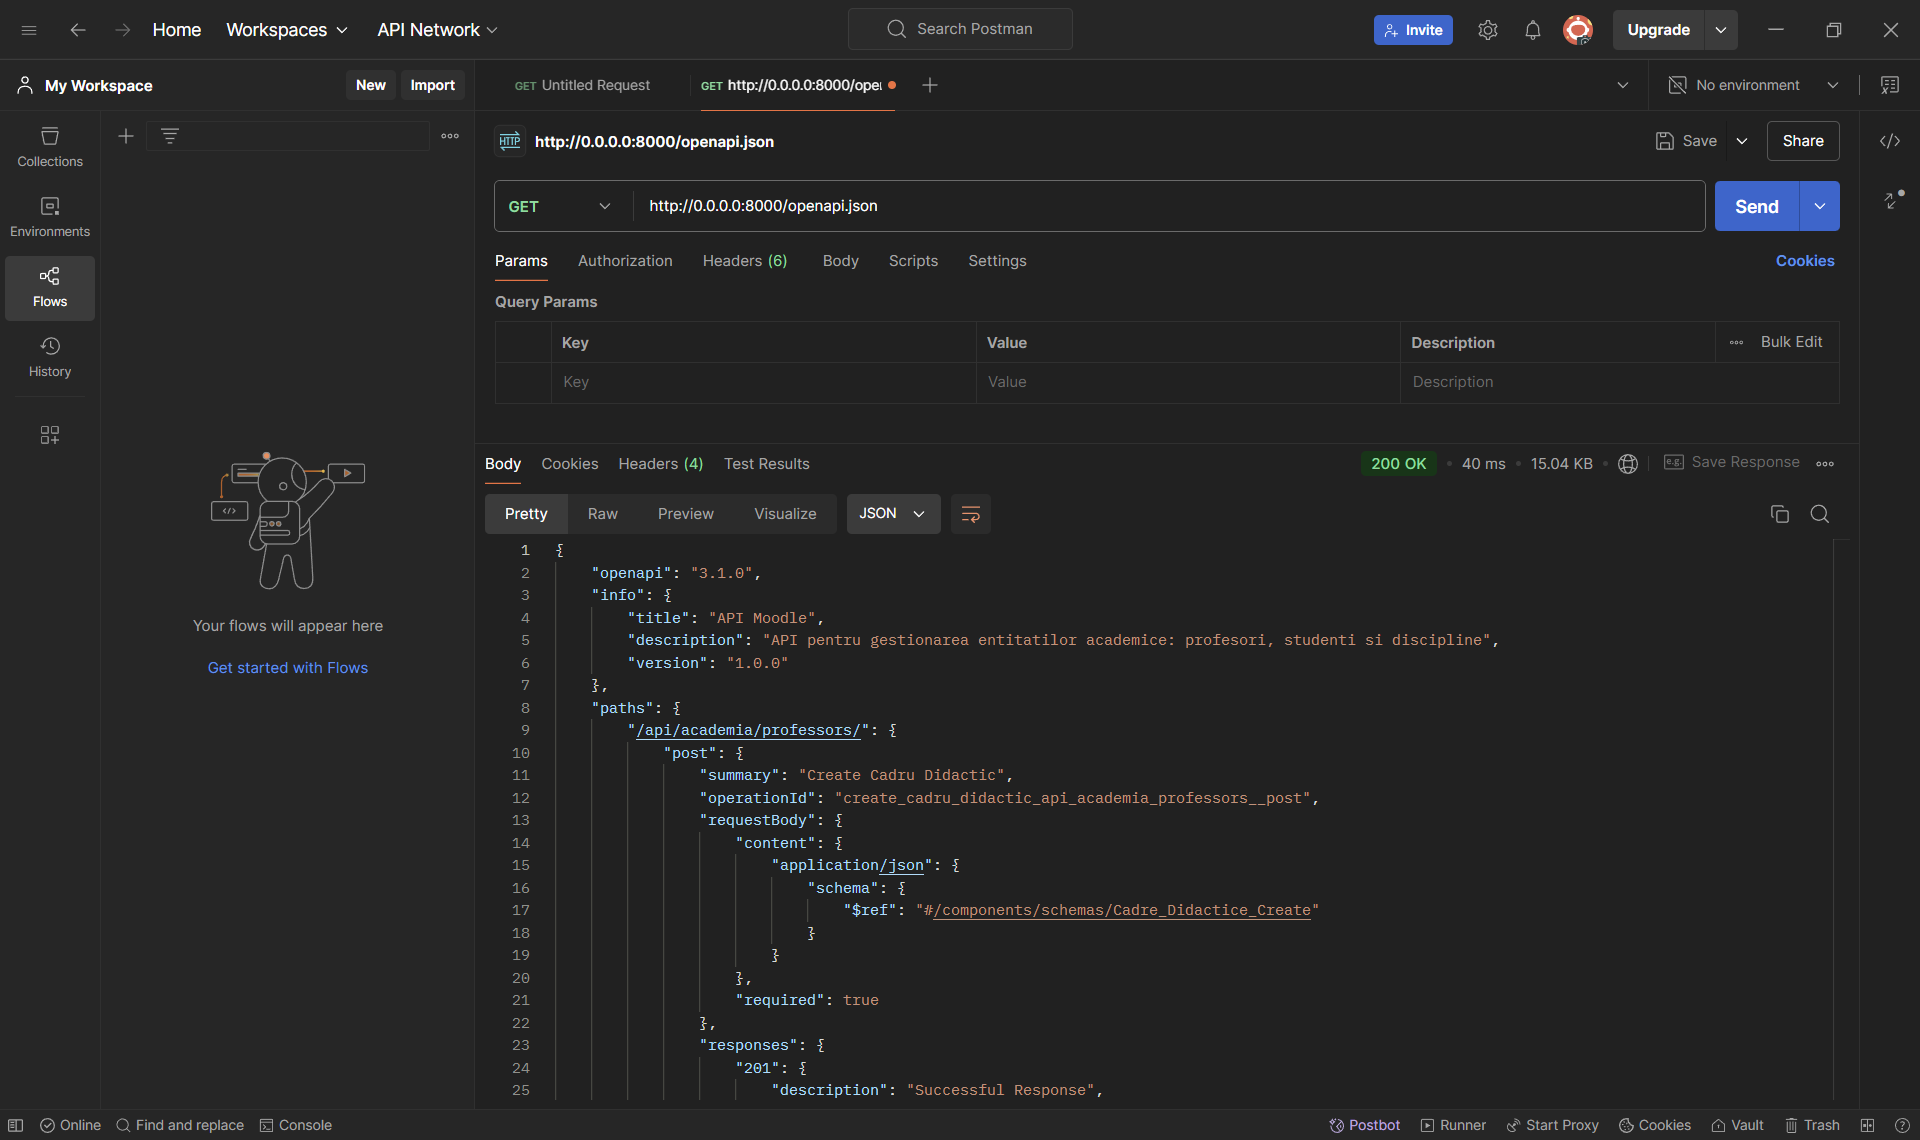 Home Workspaces API Network Search Postman Invite Upgrade
My Workspace New Import GET Untitled Request GET http://0.0.0.0:8000/ope No environment
Collections
Environments
Flows
History
Your flows will appear here
Get started with Flows
HTTP http://0.0.0.0:8000/openapi.json Save Share
GET http://0.0.0.0:8000/openapi.json Send
Params Authorization Headers (6) Body Scripts Settings Cookies
Query Params
Key Value Description Bulk Edit
Key Value Description
Body Cookies Headers (4) Test Results 200 OK 40 ms 15.04 KB e.g. Save Response
Pretty Raw Preview Visualize JSON
1 {
2 "openapi": "3.1.0",
3 "info": {
4 "title": "API Moodle",
5 "description": "API pentru gestionarea entitatilor academice: profesori, studenti si discipline",
6 "version": "1.0.0"
7 },
8 "paths": {
9 "/api/academia/professors/": {
10 "post": {
11 "summary": "Create Cadru Didactic",
12 "operationId": "create_cadru_didactic_api_academia_professors__post",
13 "requestBody": {
14 "content": {
15 "application/json": {
16 "schema": {
17 "$ref": "#/components/schemas/Cadre_Didactice_Create"
18 }
19 }
20 },
21 "required": true
22 },
23 "responses": {
24 "201": {
25 "description": "Successful Response",
Online Find and replace Console Postbot Runner Start Proxy Cookies Vault Trash